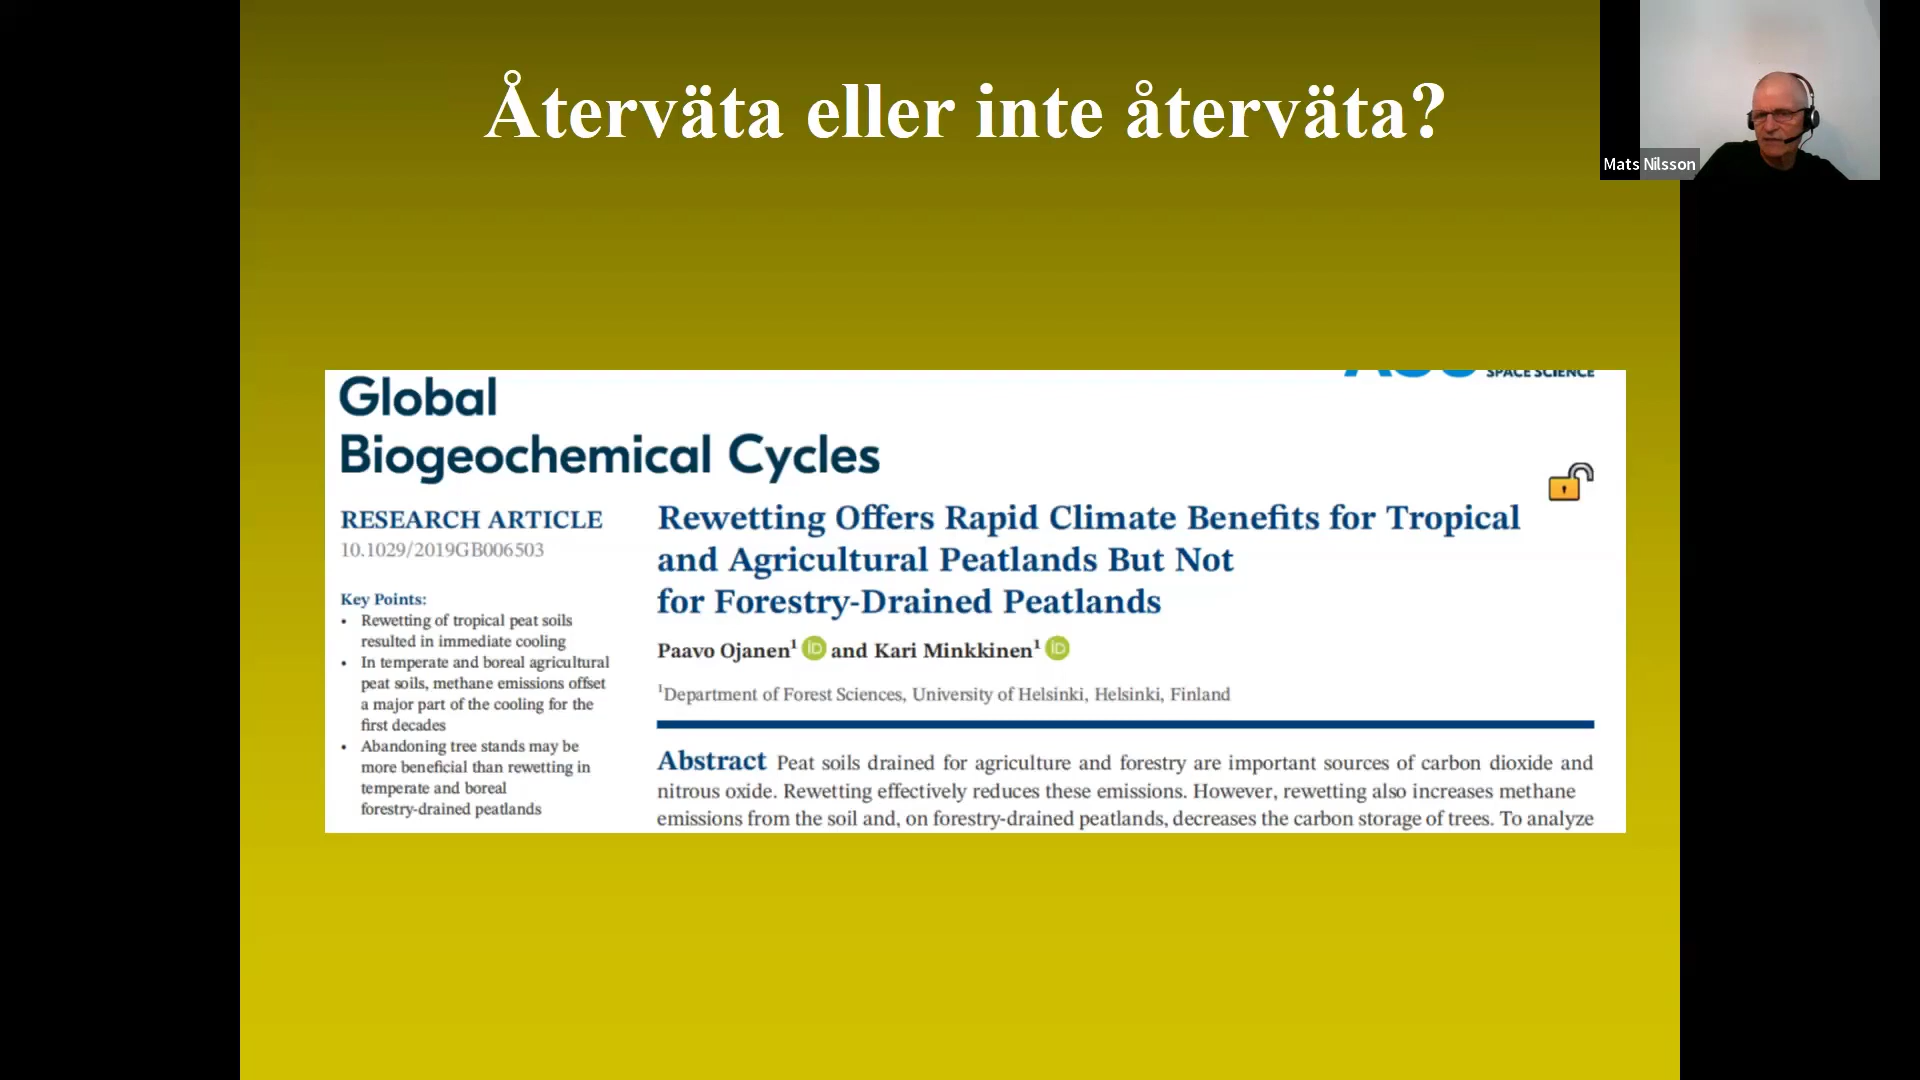 Återväta eller inte återväta?
Mats Nilsson
SPACE SCIENCE
Global
Biogeochemical Cycles
RESEARCH ARTICLE
10.1029/2019GB006503
Key Points:
• Rewetting of tropical peat soils
resulted in immediate cooling
• In temperate and boreal agricultural
peat soils, methane emissions offset
a major part of the cooling for the
first decades
• Abandoning tree stands may be
more beneficial than rewetting in
temperate and boreal
forestry-drained peatlands
Rewetting Offers Rapid Climate Benefits for Tropical
and Agricultural Peatlands But Not
for Forestry-Drained Peatlands
Paavo Ojanen¹ iD and Kari Minkkinen¹ iD
¹Department of Forest Sciences, University of Helsinki, Helsinki, Finland
Abstract Peat soils drained for agriculture and forestry are important sources of carbon dioxide and
nitrous oxide. Rewetting effectively reduces these emissions. However, rewetting also increases methane
emissions from the soil and, on forestry-drained peatlands, decreases the carbon storage of trees. To analyze